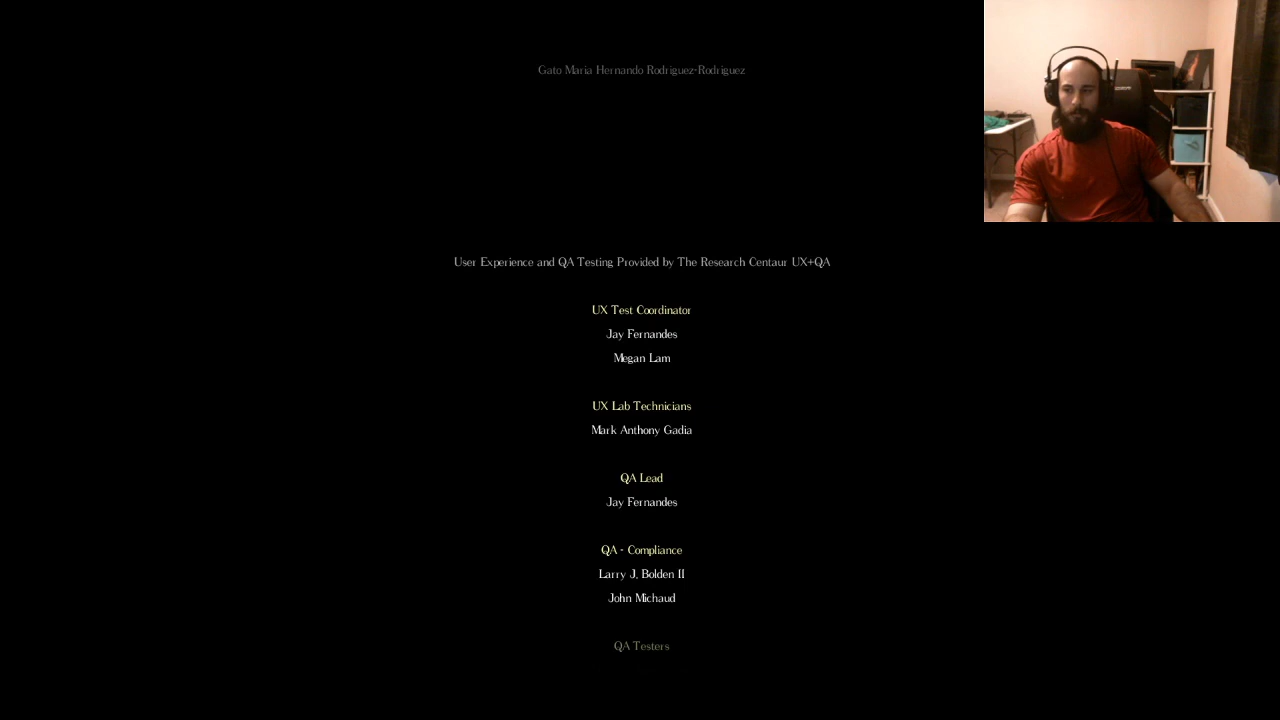 Gato Maria Hernando Rodriguez-Rodriguez
User Experience and QA Testing Provided by The Research Centaur UX+QA
UX Test Coordinator
Jay Fernandes
Megan Lam
UX Lab Technicians
Mark Anthony Gadia
QA Lead
Jay Fernandes
QA - Compliance
Larry J. Bolden II
John Michaud
QA Testers